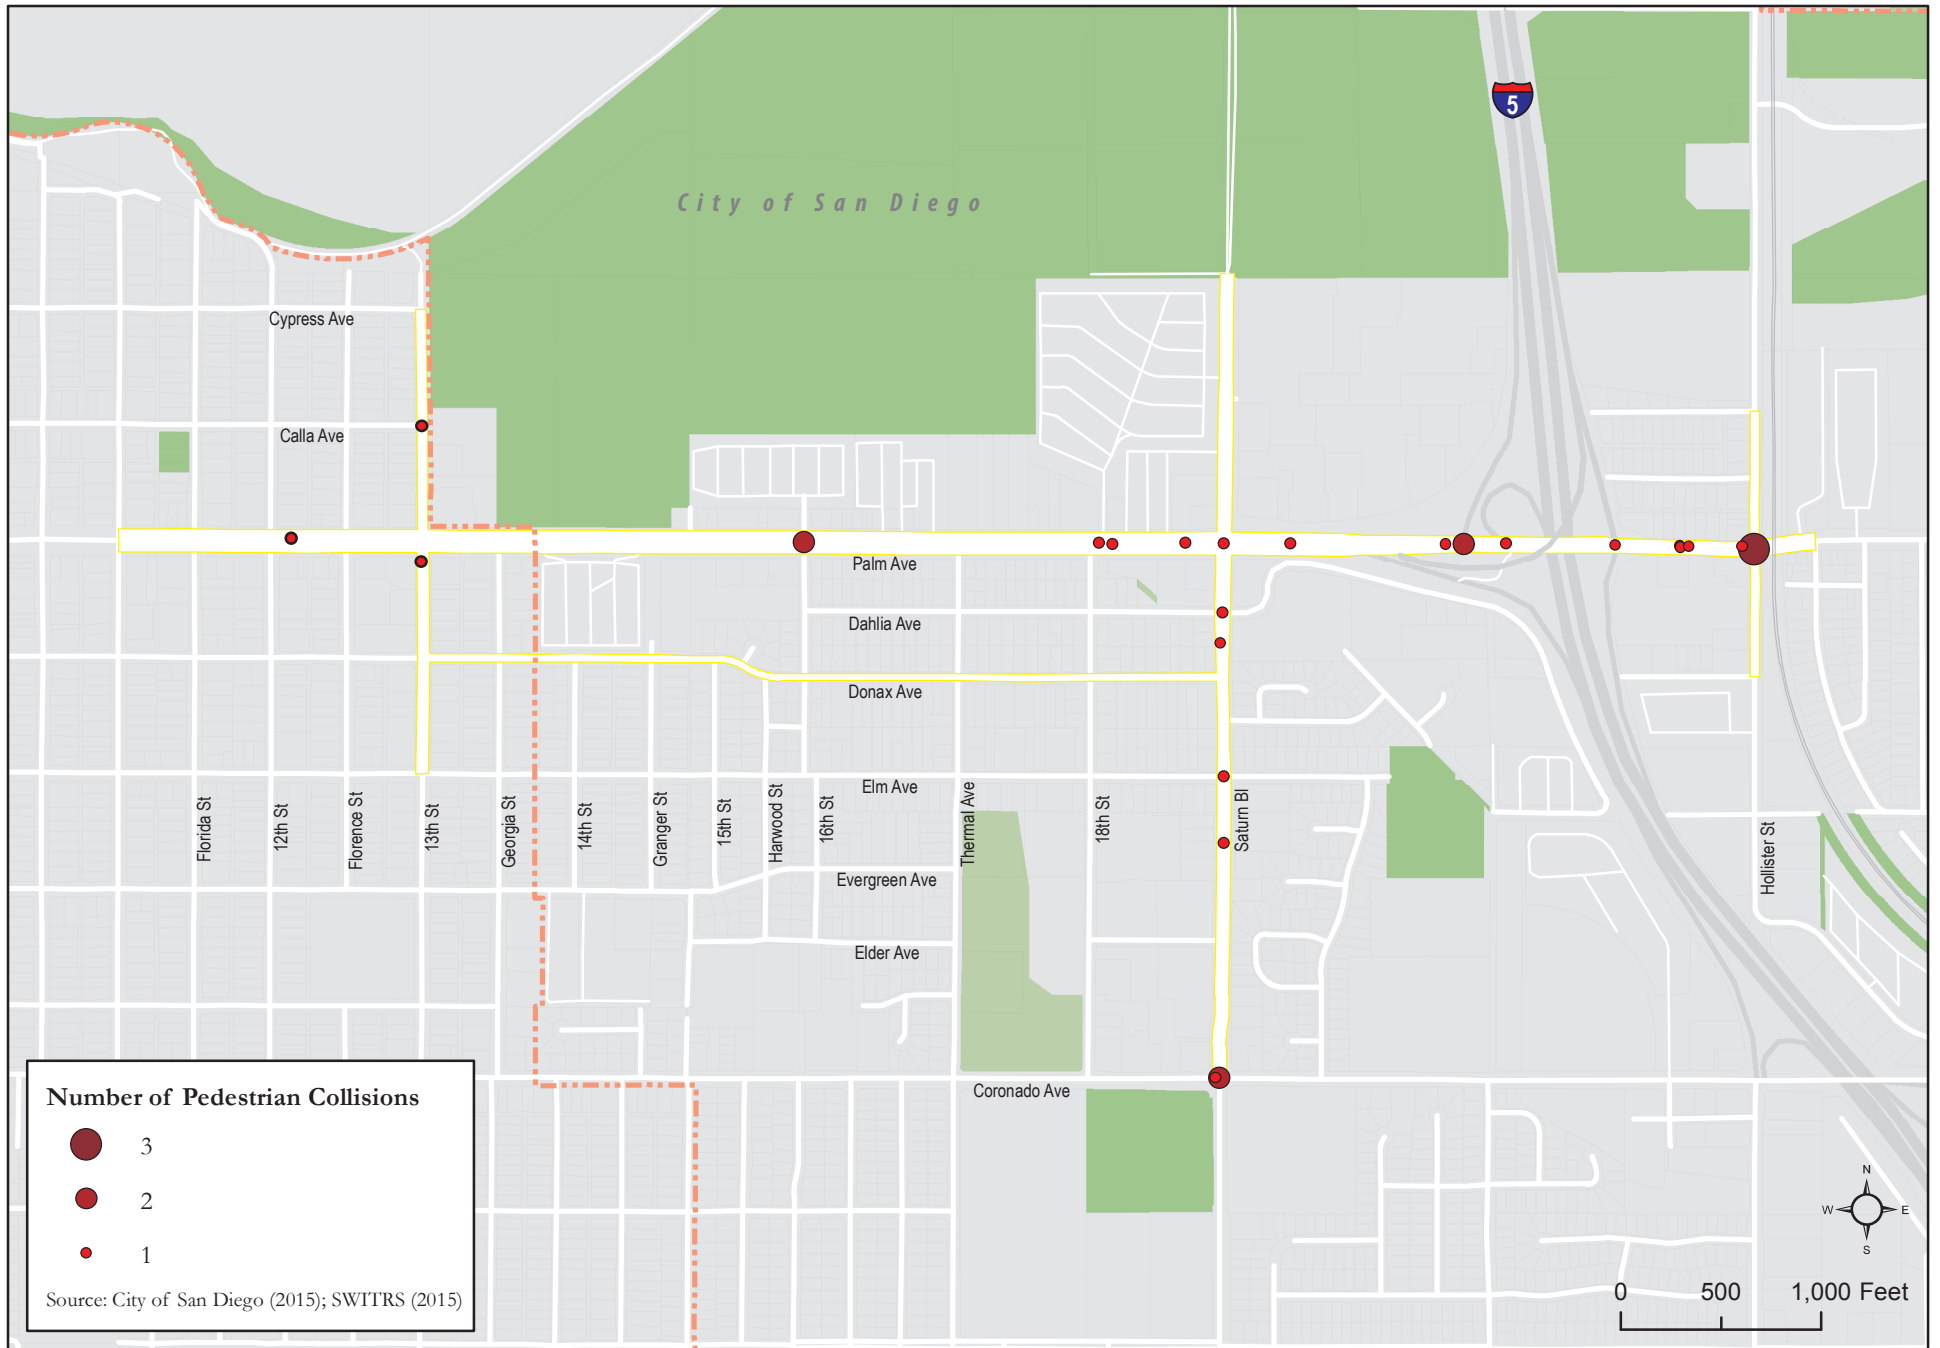 5
City of San Diego
Cypress Ave
Calla Ave
Palm Ave
Dahlia Ave
Donax Ave
Elm Ave
Florida St
12th St
Florence St
13th St
Georgia St
14th St
Granger St
15th St
Harwood St
16th St
Thermal Ave
18th St
Saturn Bl
Hollister St
Evergreen Ave
Elder Ave
Coronado Ave
Number of Pedestrian Collisions
3
2
1
Source: City of San Diego (2015); SWITRS (2015)
N
W E
S
0 500 1,000 Feet